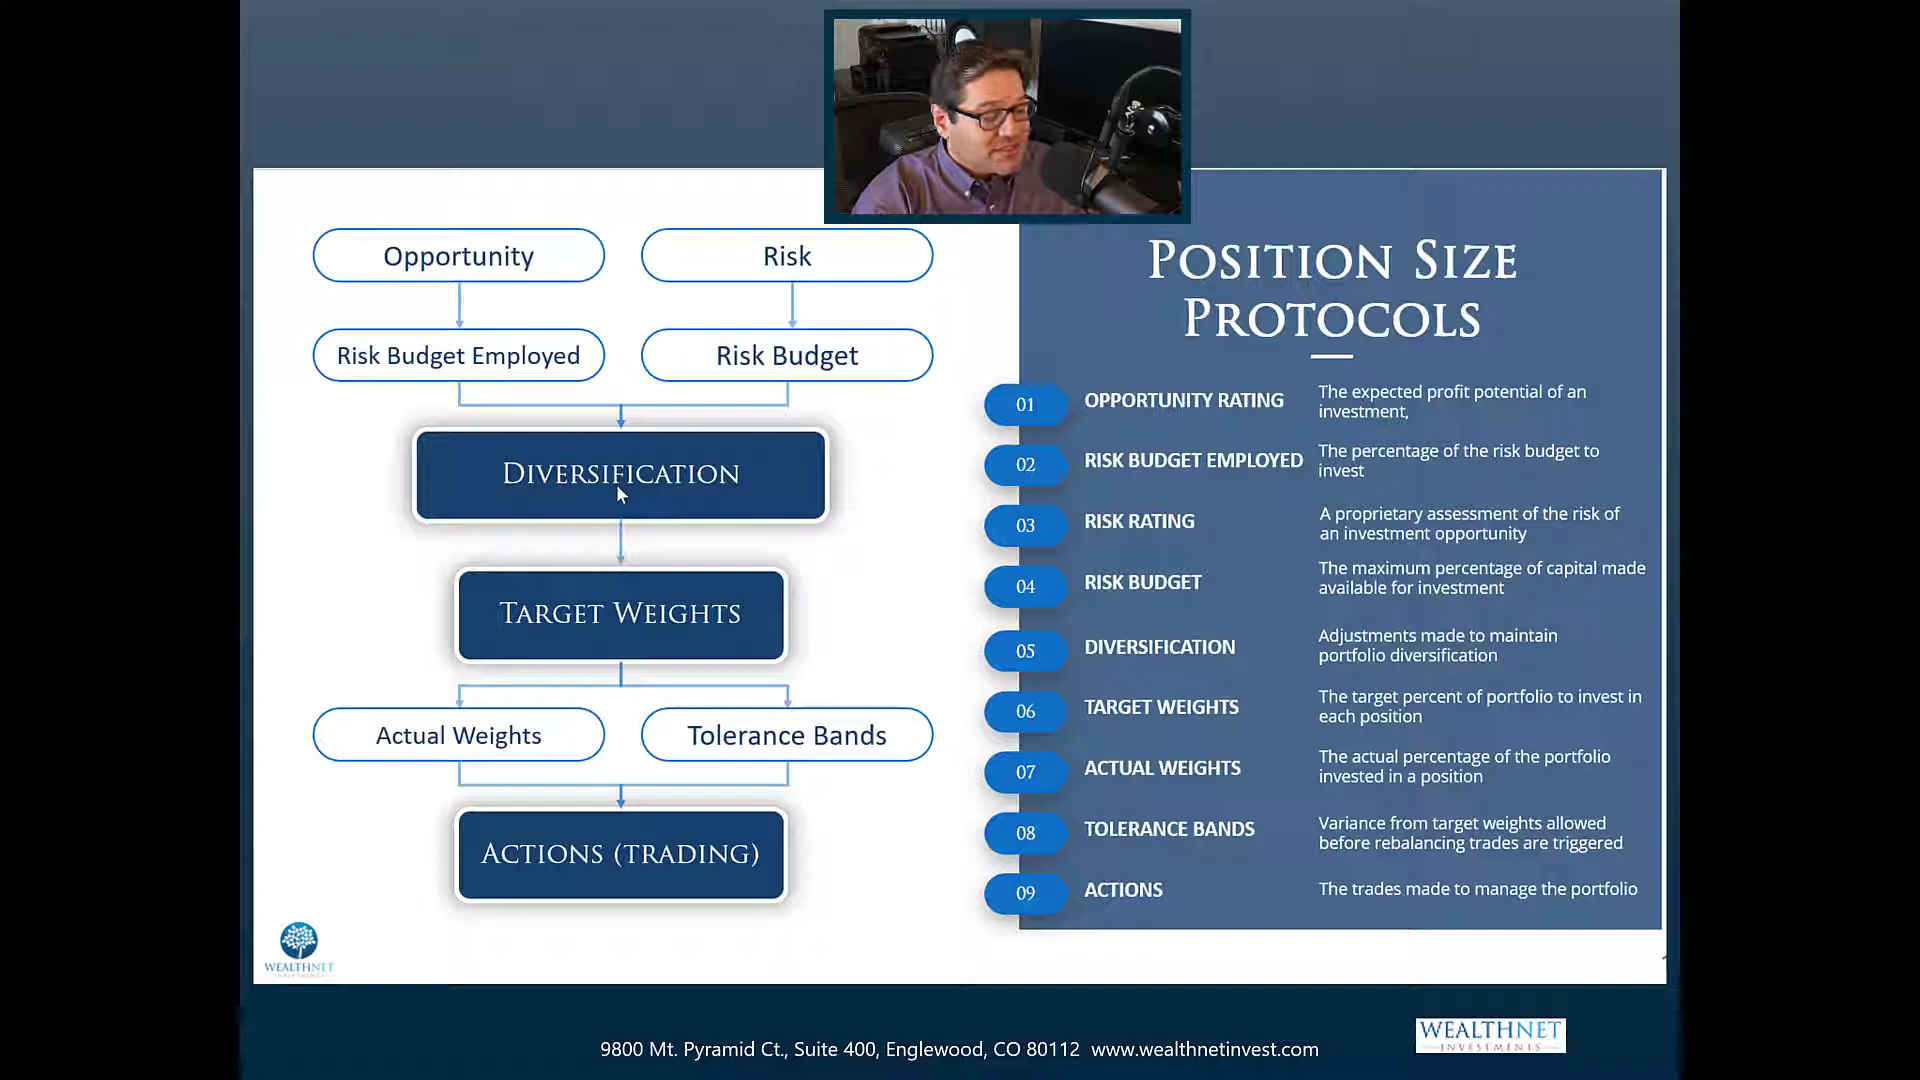 Opportunity
Risk
Risk Budget Employed
Risk Budget
DIVERSIFICATION
TARGET WEIGHTS
Actual Weights
Tolerance Bands
ACTIONS (TRADING)
WEALTHNET
POSITION SIZE
PROTOCOLS
01
OPPORTUNITY RATING
The expected profit potential of an
investment,
02
RISK BUDGET EMPLOYED
The percentage of the risk budget to
invest
03
RISK RATING
A proprietary assessment of the risk of
an investment opportunity
04
RISK BUDGET
The maximum percentage of capital made
available for investment
05
DIVERSIFICATION
Adjustments made to maintain
portfolio diversification
06
TARGET WEIGHTS
The target percent of portfolio to invest in
each position
07
ACTUAL WEIGHTS
The actual percentage of the portfolio
invested in a position
08
TOLERANCE BANDS
Variance from target weights allowed
before rebalancing trades are triggered
09
ACTIONS
The trades made to manage the portfolio
9800 Mt. Pyramid Ct., Suite 400, Englewood, CO 80112 www.wealthnetinvest.com
WEALTHNET
INVESTMENTS